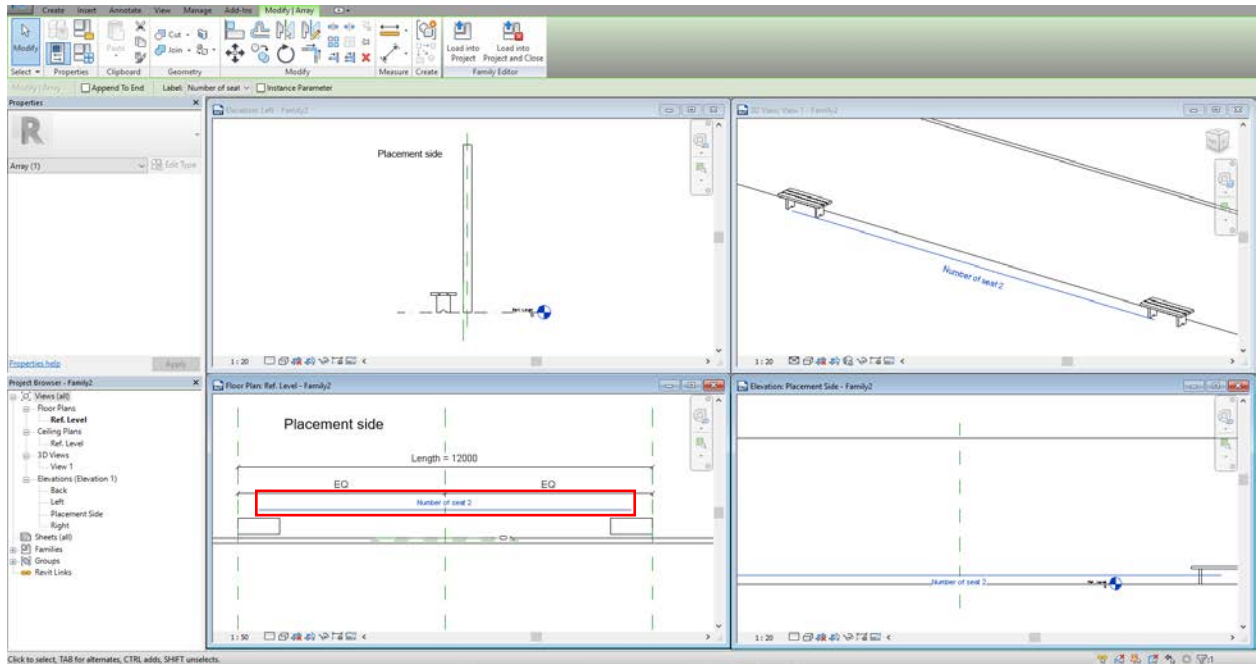 Create Insert Annotate View Manage Add-Ins Modify | Array
Modify
Paste
Cut
Join
Load into Project
Load into Project and Close
Select Properties Clipboard Geometry Modify Measure Create Family Editor
Modify | Array Append To End Label: Number of seat Instance Parameter
Properties
R
Array (1)
Edit Type
Properties help
Apply
Elevation: Left - Family2
Placement side
1 : 20
3D View: View 1 - Family2
Number of seat 2
1 : 20
Project Browser - Family2
Views (all)
Floor Plans
Ref. Level
Ceiling Plans
Ref. Level
3D Views
View 1
Elevations (Elevation 1)
Back
Left
Placement Side
Right
Sheets (all)
Families
Groups
Revit Links
Floor Plan: Ref. Level - Family2
Placement side
Length = 12000
EQ EQ
Number of seat 2
1 : 50
Elevation: Placement Side - Family2
Number of seat 2
1 : 20
Click to select, TAB for alternates, CTRL adds, SHIFT unselects.